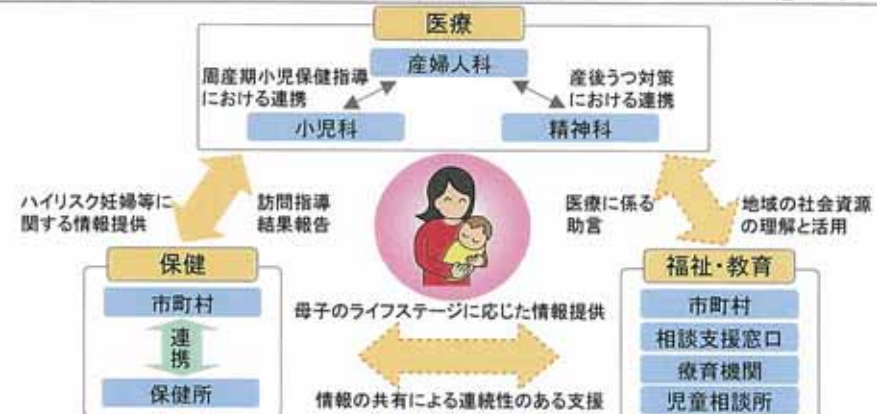 医療
産婦人科
周産期小児保健指導
における連携
産後うつ対策
における連携
小児科
精神科
ハイリスク妊婦等に
関する情報提供
訪問指導
結果報告
医療に係る
助言
地域の社会資源
の理解と活用
保健
市町村
連携
保健所
母子のライフステージに応じた情報提供
情報の共有による連続性のある支援
福祉・教育
市町村
相談支援窓口
療育機関
児童相談所